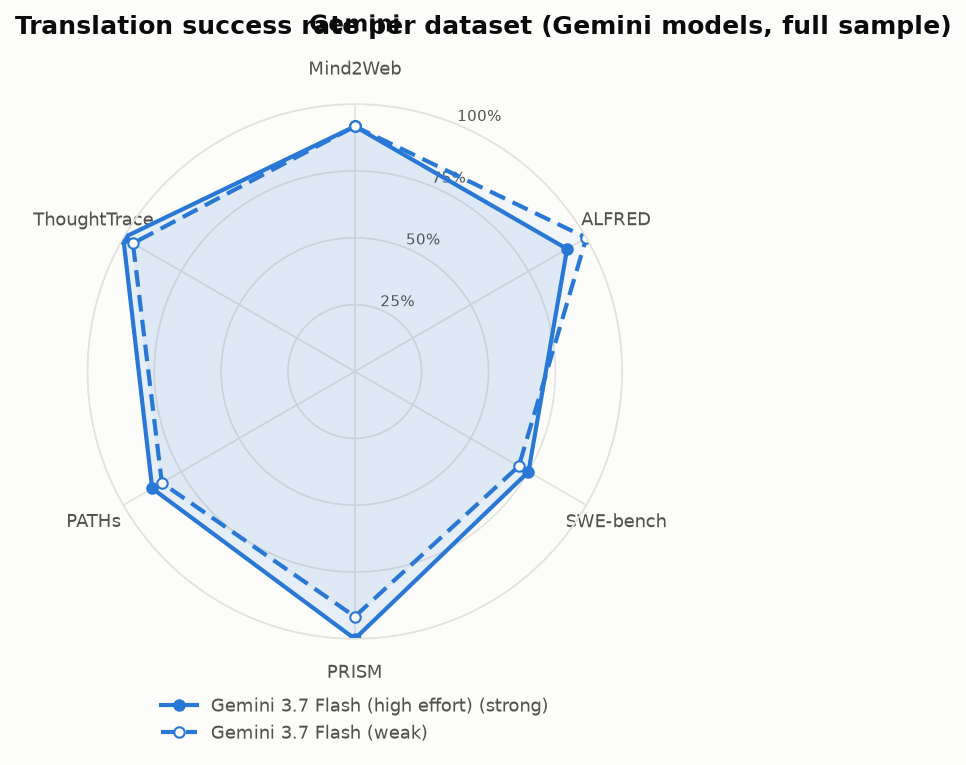 Translation success rate per dataset (Gemini models, full sample)
Gemini
Mind2Web
100%
75%
ThoughtTrace
ALFRED
50%
25%
PATHs
SWE-bench
PRISM
Gemini 3.7 Flash (high effort) (strong)
Gemini 3.7 Flash (weak)